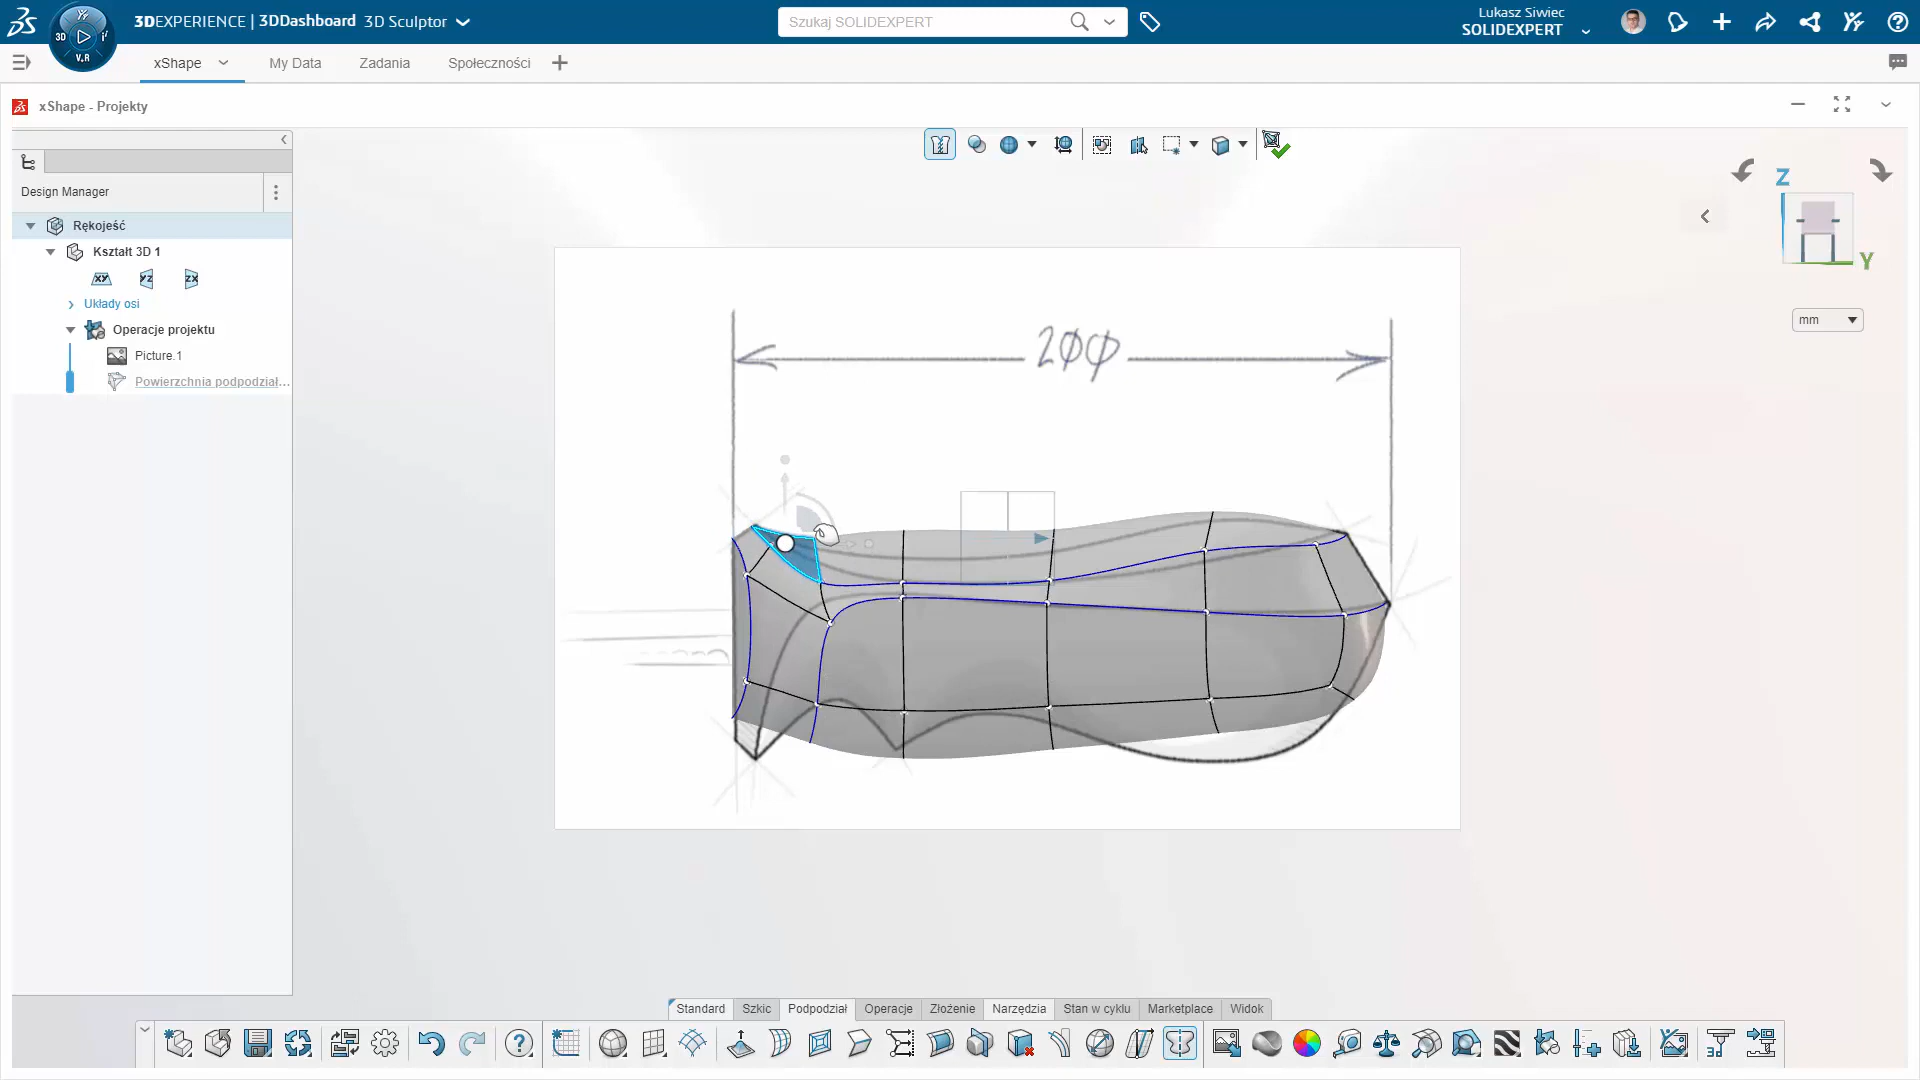 3DEXPERIENCE | 3DDashboard 3D Sculptor
3D
V.R
Szukaj SOLIDEXPERT
Lukasz Siwiec
SOLIDEXPERT
xShape
My Data
Zadania
Społeczności
xShape - Projekty
Design Manager
Rękojeść
Kształt 3D 1
XY
YZ
ZX
Układy osi
Operacje projektu
Picture.1
Powierzchnia podpodział...
200
Z
Y
mm
Standard
Szkic
Podpodział
Operacje
Złożenie
Narzędzia
Stan w cyklu
Marketplace
Widok